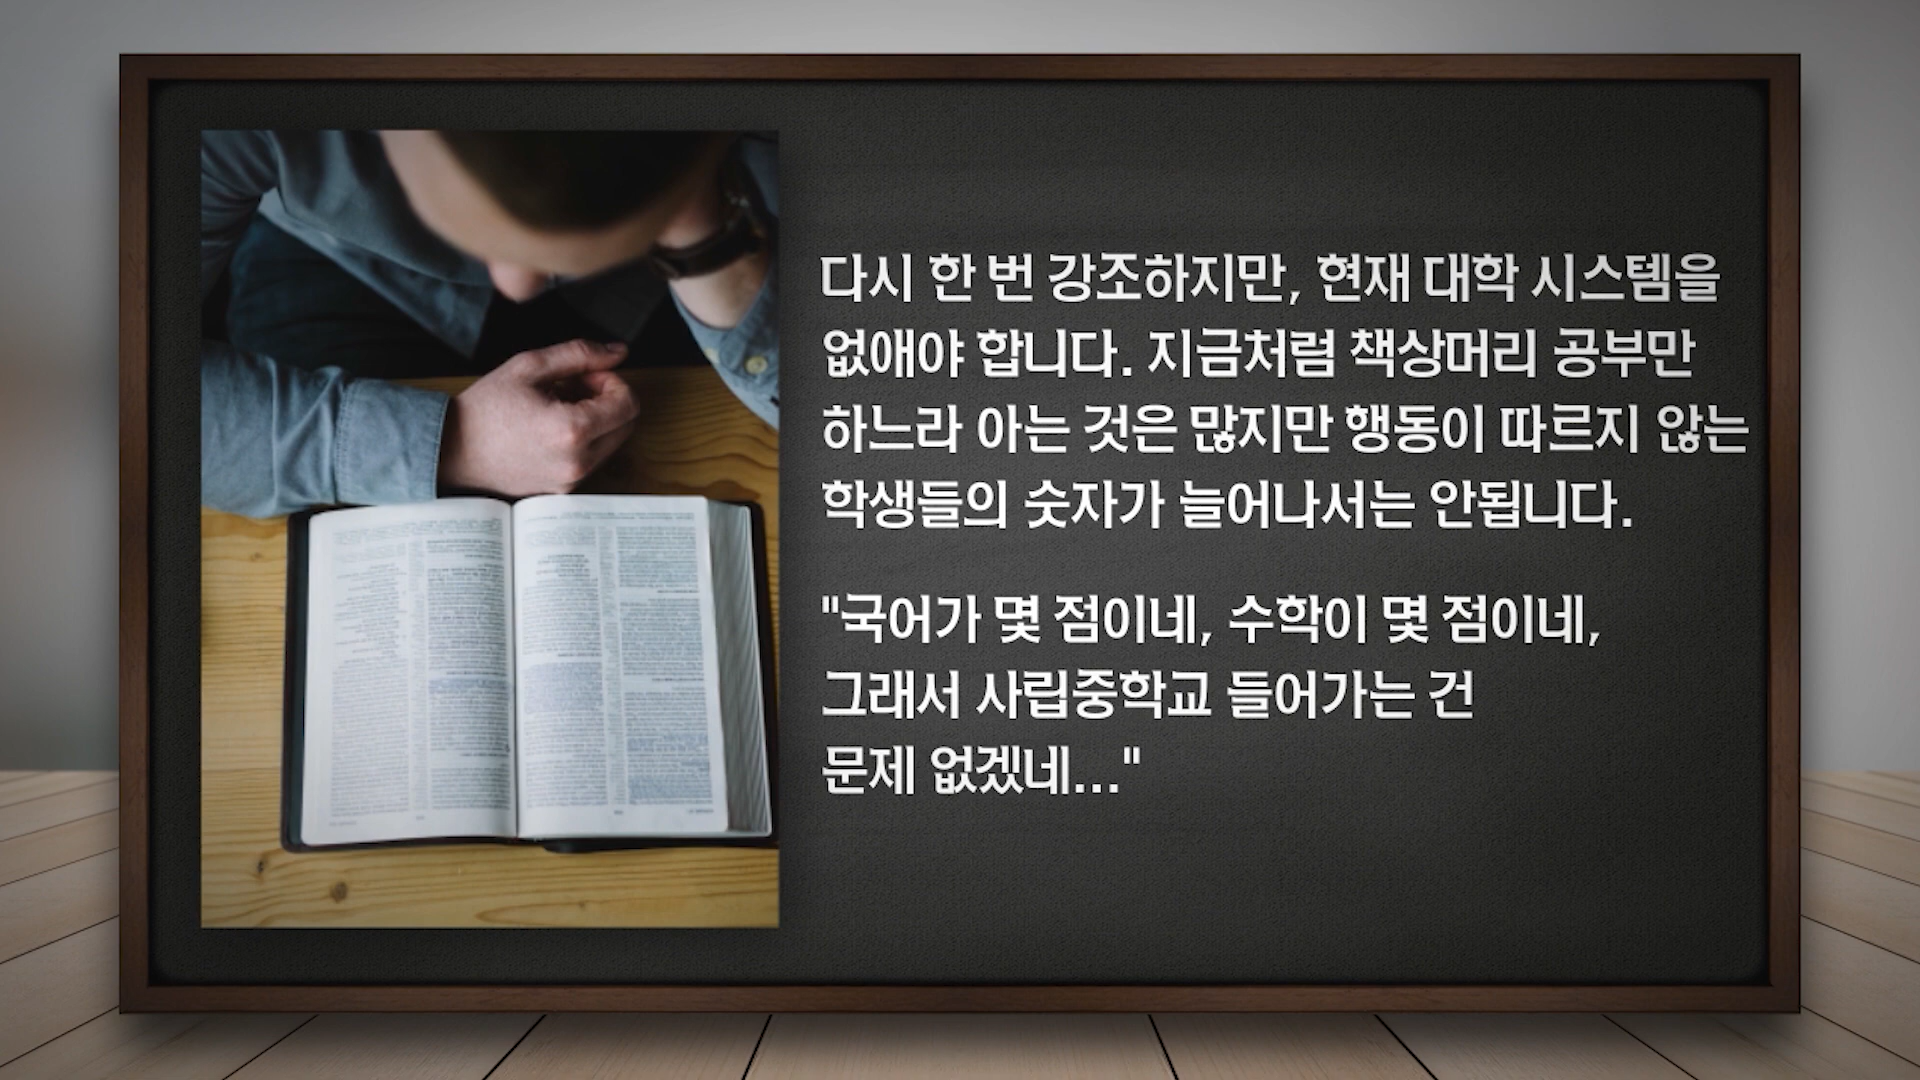 다시 한 번 강조하지만, 현재 대학 시스템을
없애야 합니다. 지금처럼 책상머리 공부만
하느라 아는 것은 많지만 행동이 따르지 않는
학생들의 숫자가 늘어나서는 안됩니다.
"국어가 몇 점이네, 수학이 몇 점이네,
그래서 사립중학교 들어가는 건
문제 없겠네..."